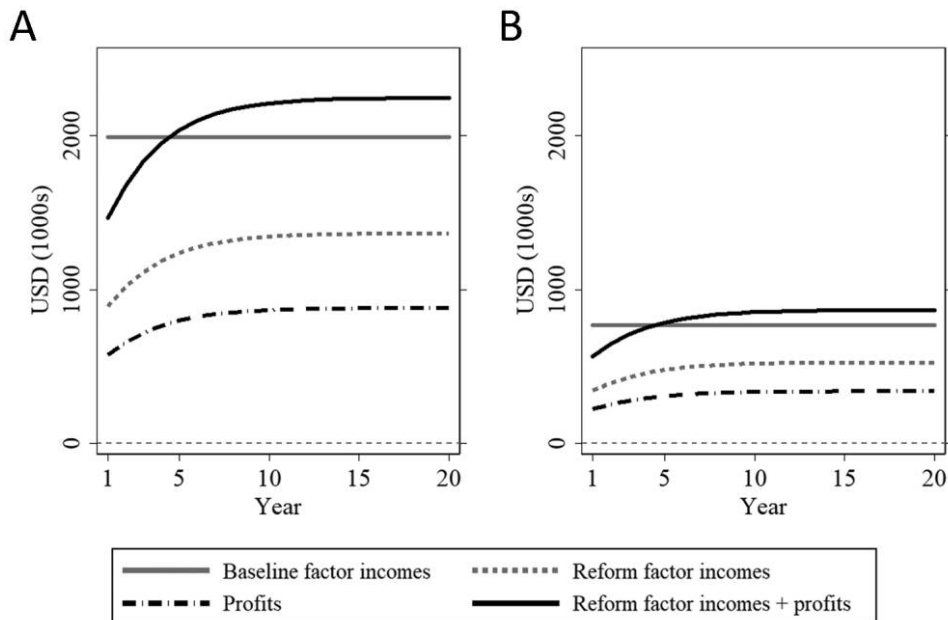 A
B
USD (1000s)
2000
1000
0
1 5 10 15 20
Year
USD (1000s)
2000
1000
0
1 5 10 15 20
Year
Baseline factor incomes
Reform factor incomes
Profits
Reform factor incomes + profits